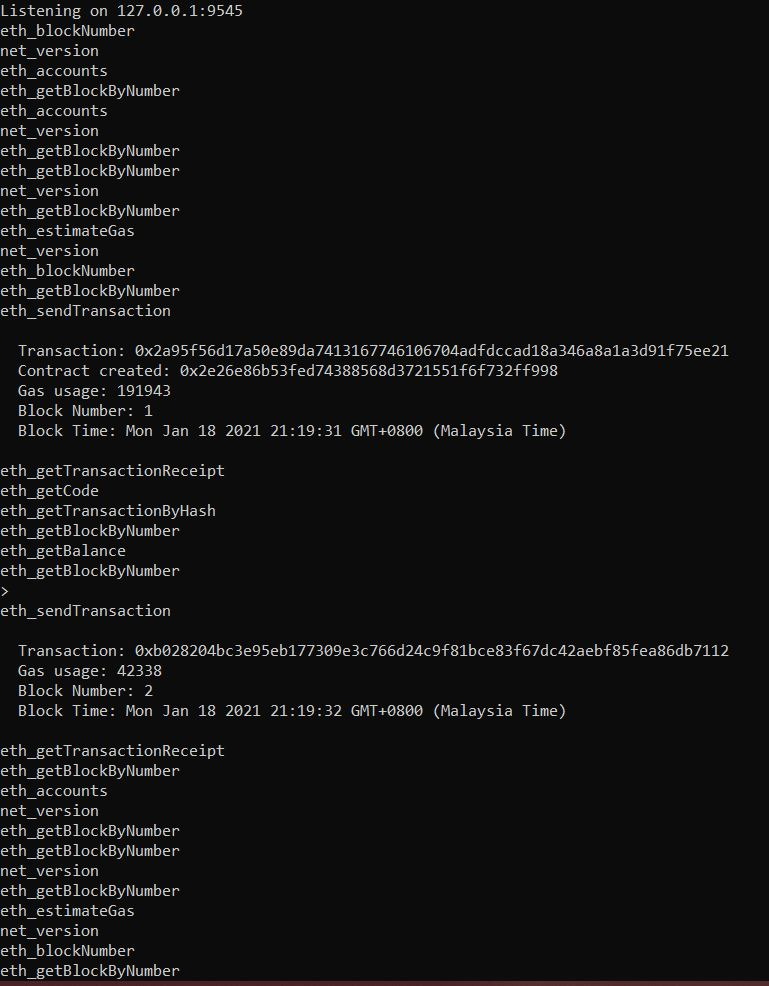 Listening on 127.0.0.1:9545
eth_blockNumber
net_version
eth_accounts
eth_getBlockByNumber
eth_accounts
net_version
eth_getBlockByNumber
eth_getBlockByNumber
net_version
eth_getBlockByNumber
eth_estimateGas
net_version
eth_blockNumber
eth_getBlockByNumber
eth_sendTransaction
Transaction: 0x2a95f56d17a50e89da7413167746106704adfdccad18a346a8a1a3d91f75ee21
Contract created: 0x2e26e86b53fed74388568d3721551f6f732ff998
Gas usage: 191943
Block Number: 1
Block Time: Mon Jan 18 2021 21:19:31 GMT+0800 (Malaysia Time)
eth_getTransactionReceipt
eth_getCode
eth_getTransactionByHash
eth_getBlockByNumber
eth_getBalance
eth_getBlockByNumber
>
eth_sendTransaction
Transaction: 0xb028204bc3e95eb177309e3c766d24c9f81bce83f67dc42aebf85fea86db7112
Gas usage: 42338
Block Number: 2
Block Time: Mon Jan 18 2021 21:19:32 GMT+0800 (Malaysia Time)
eth_getTransactionReceipt
eth_getBlockByNumber
eth_accounts
net_version
eth_getBlockByNumber
eth_getBlockByNumber
net_version
eth_getBlockByNumber
eth_estimateGas
net_version
eth_blockNumber
eth_getBlockByNumber